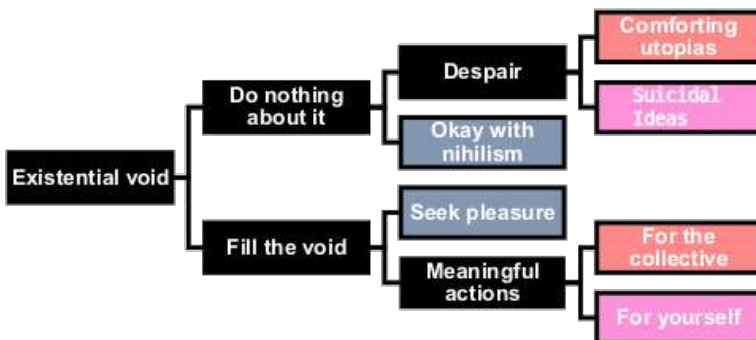 Comforting
utopias
Despair
Do nothing
about it
Suicidal
Ideas
Okay with
nihilism
Existential void
Seek pleasure
Fill the void
For the
collective
Meaningful
actions
For yourself